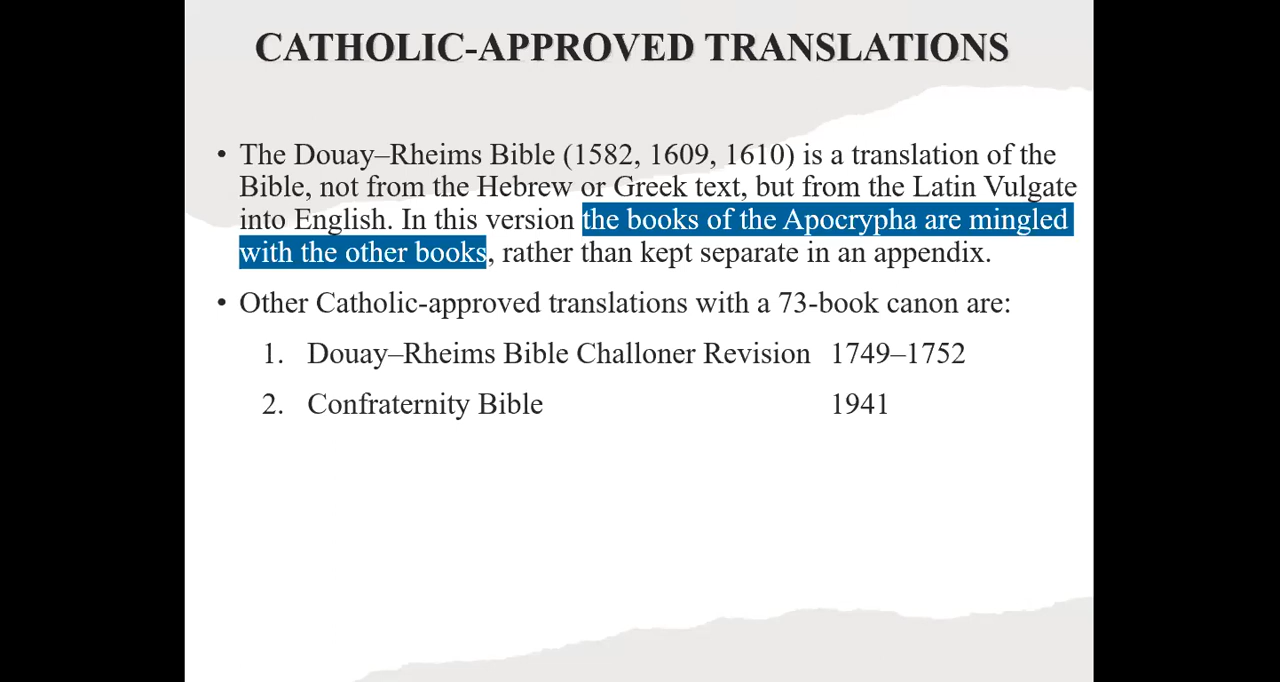 CATHOLIC-APPROVED TRANSLATIONS
• The Douay–Rheims Bible (1582, 1609, 1610) is a translation of the
Bible, not from the Hebrew or Greek text, but from the Latin Vulgate
into English. In this version the books of the Apocrypha are mingled
with the other books, rather than kept separate in an appendix.
• Other Catholic-approved translations with a 73-book canon are:
1. Douay–Rheims Bible Challoner Revision 1749–1752
2. Confraternity Bible 1941